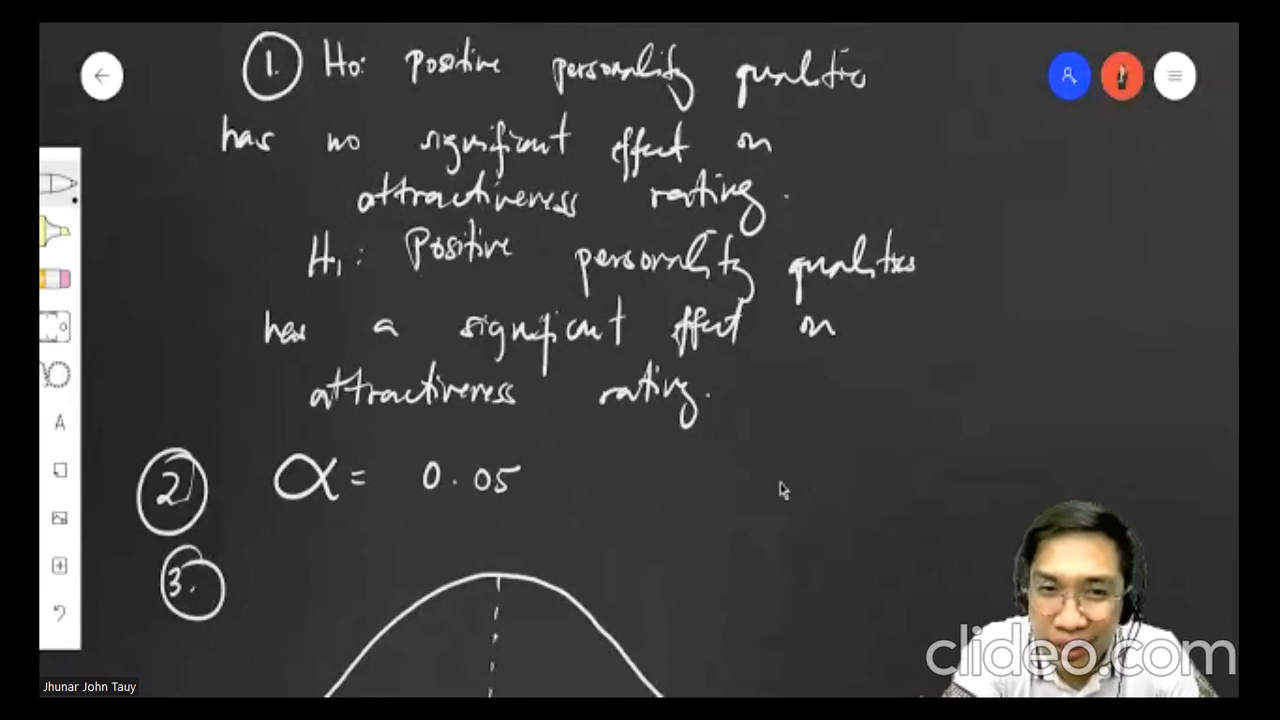 1. Ho: Positive personality qualities
has no significant effect on
attractiveness rating.
H1: Positive personality qualities
has a significant effect on
attractiveness rating.
2 α = 0.05
3.
A
clideo.com
Jhunar John Tauy